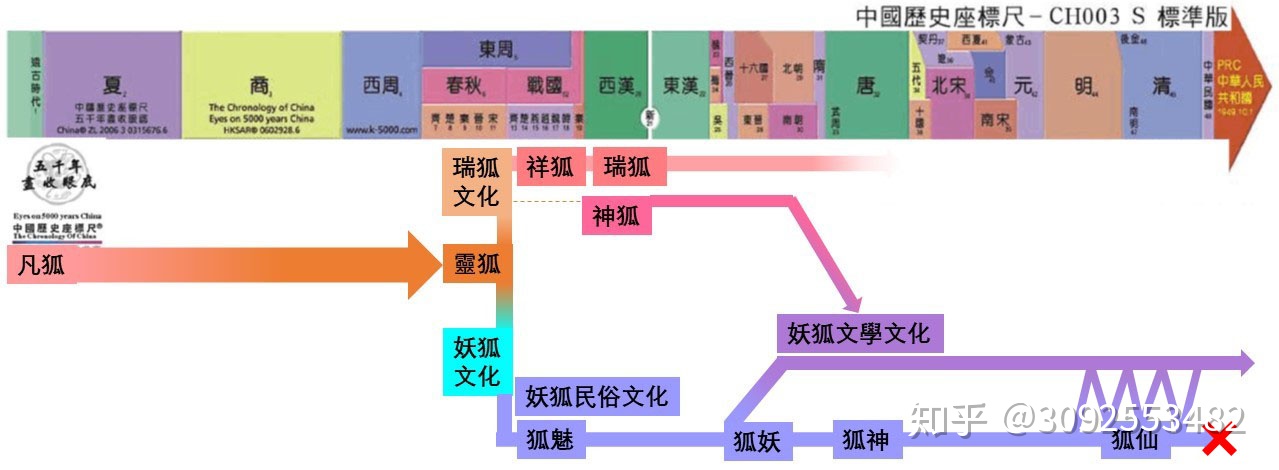 中國歷史座標尺－CH003 S 標準版
遠古時代
夏
中國歷史座標尺
五千年盡收眼底
China® ZL 2006 3 0315676.6
商
The Chronology of China
Eyes on 5000 years China
HKSAR® 0602928.6
西周
www.k-5000.com
東周
春秋
戰國
齊 楚 秦 晉 宋
齊 楚 燕 趙 魏 韓 秦
西漢
新
東漢
魏
蜀
吳
西晉
東晉
十六國
北朝
南朝
隋
唐
武周
五代
十國
契丹
遼
北宋
西夏
金
南宋
蒙古
元
明
後金
清
南明
中華民國
PRC
中華人民
共和國
1949.10.1
五千年
盡收眼底
Eyes on 5000 years China
中國歷史座標尺®
The Chronology Of China
瑞狐
文化
祥狐
瑞狐
神狐
凡狐
靈狐
妖狐文學文化
妖狐
文化
妖狐民俗文化
狐魅
狐妖
狐神
狐仙
知乎 @3092553482